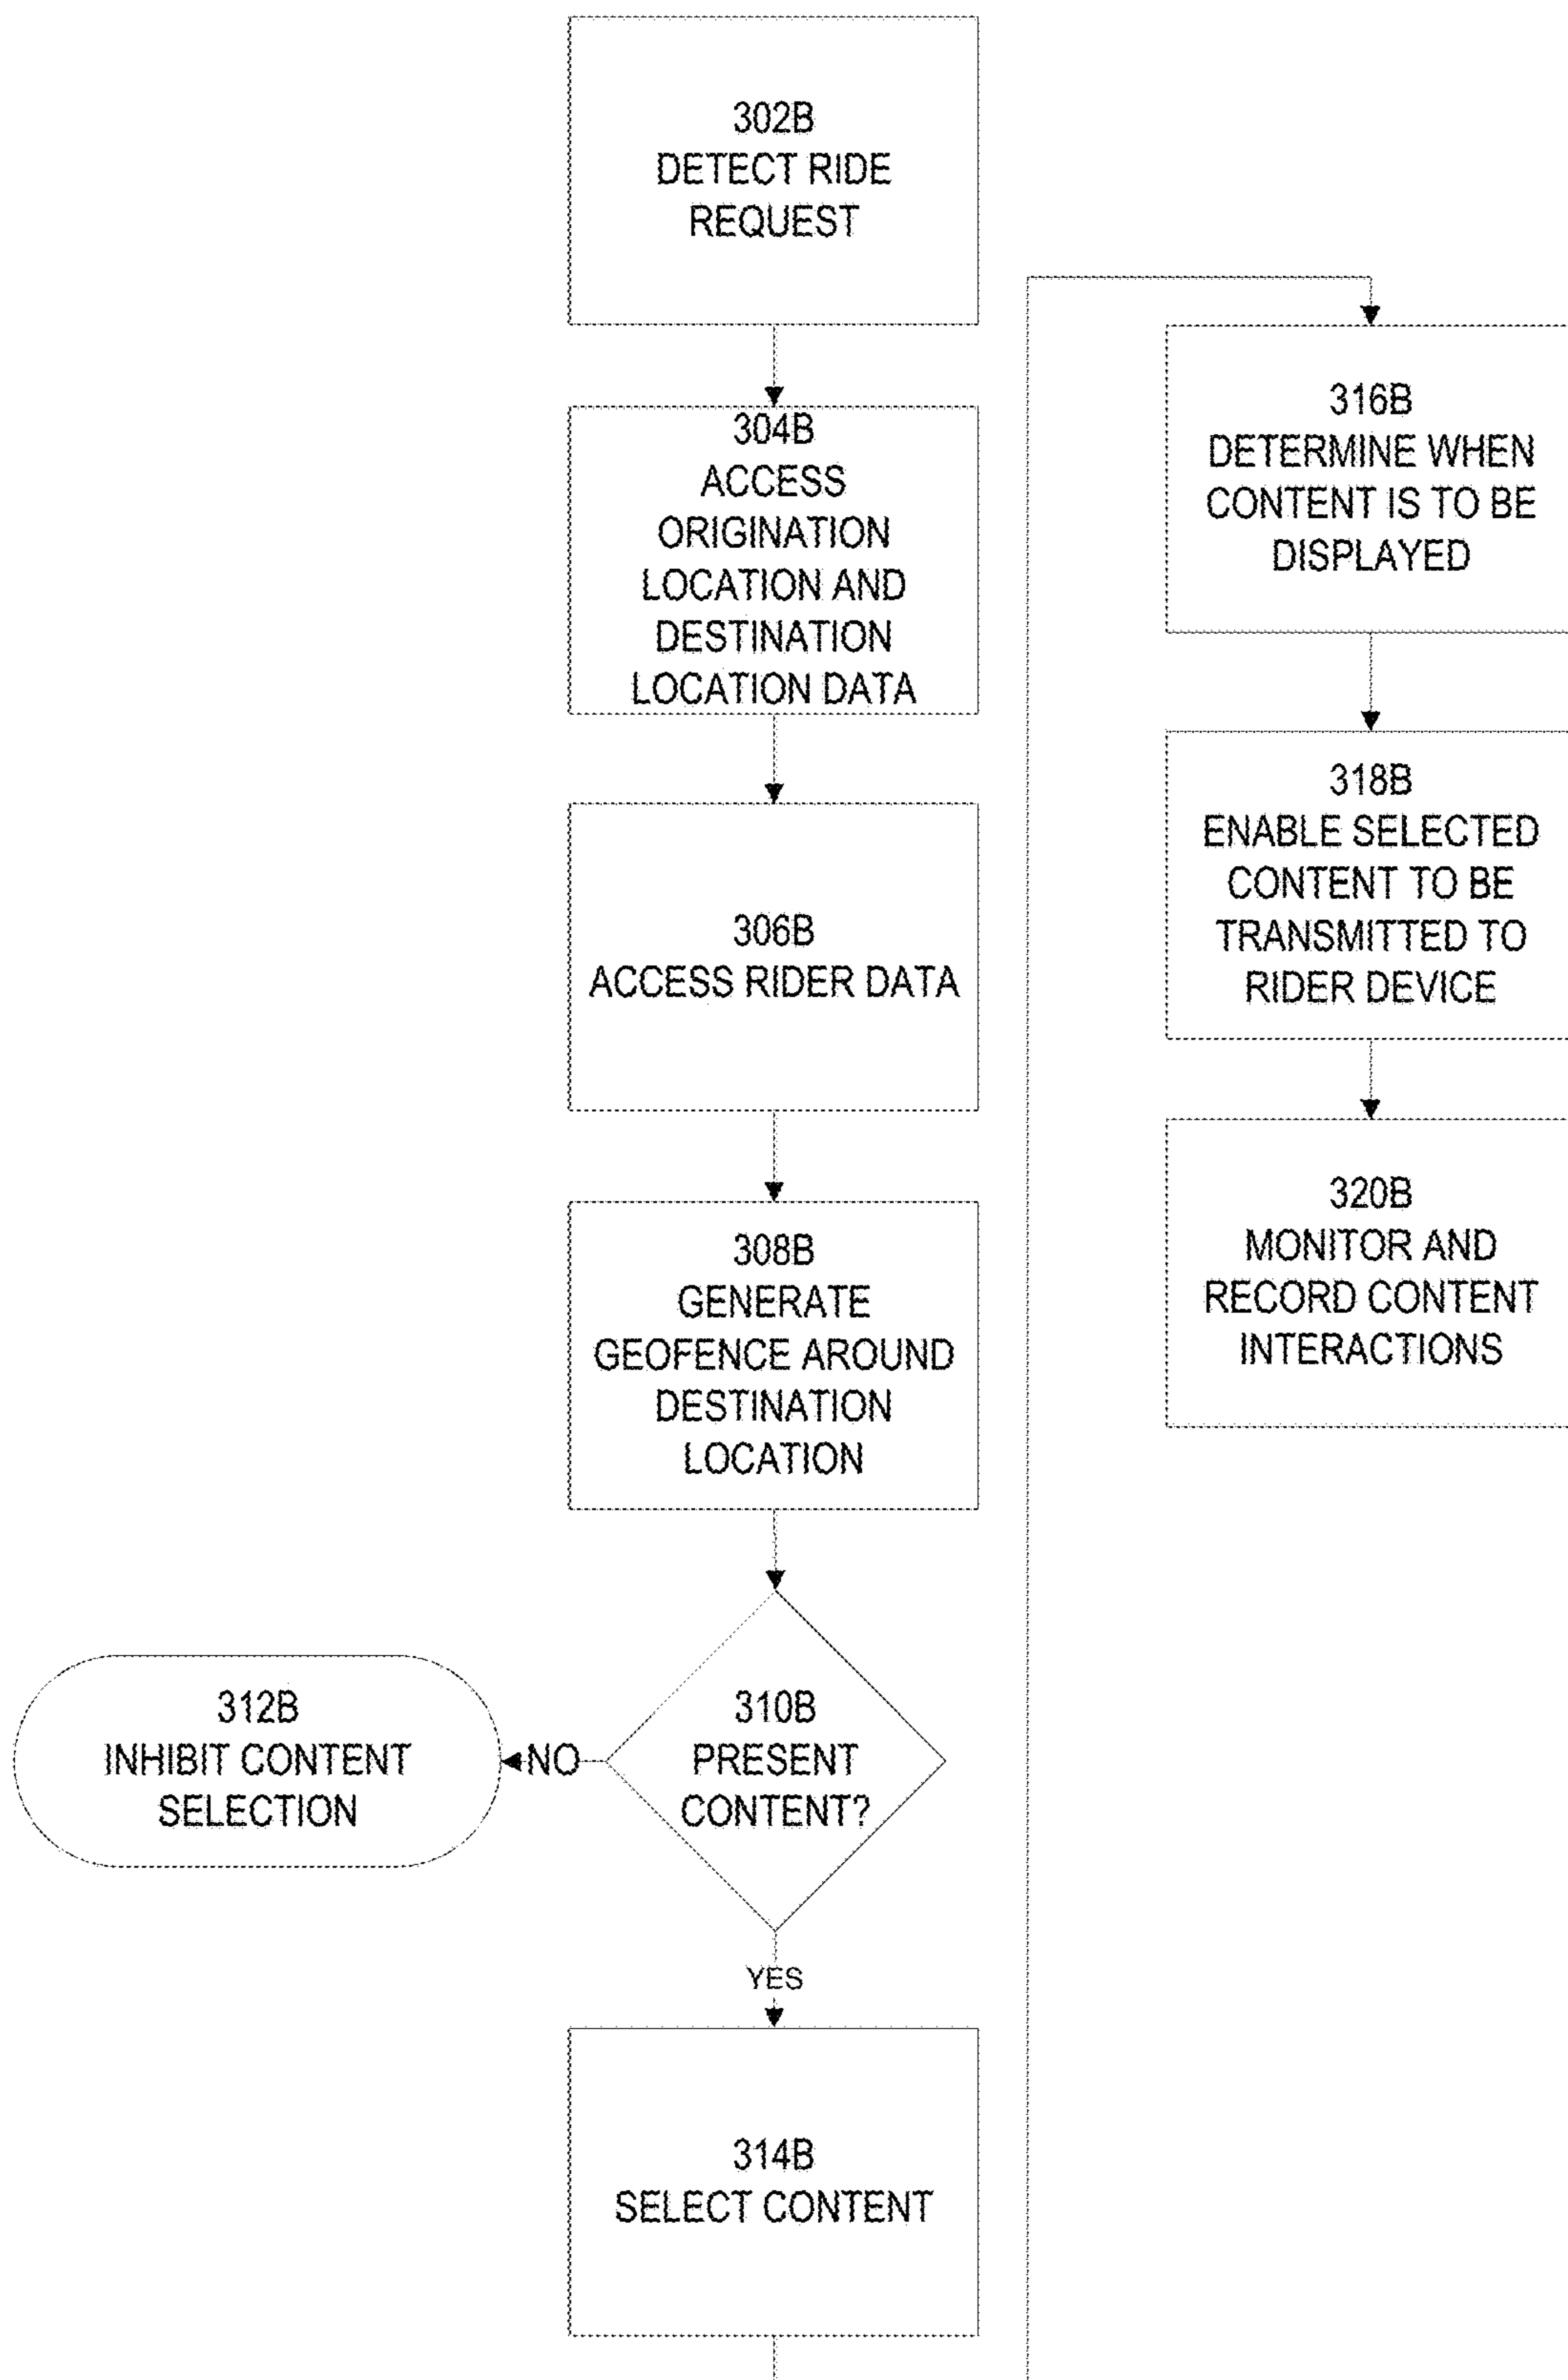 302B
DETECT RIDE
REQUEST
304B
ACCESS
ORIGINATION
LOCATION AND
DESTINATION
LOCATION DATA
306B
ACCESS RIDER DATA
308B
GENERATE
GEOFENCE AROUND
DESTINATION
LOCATION
310B
PRESENT
CONTENT?
NO
312B
INHIBIT CONTENT
SELECTION
YES
314B
SELECT CONTENT
316B
DETERMINE WHEN
CONTENT IS TO BE
DISPLAYED
318B
ENABLE SELECTED
CONTENT TO BE
TRANSMITTED TO
RIDER DEVICE
320B
MONITOR AND
RECORD CONTENT
INTERACTIONS